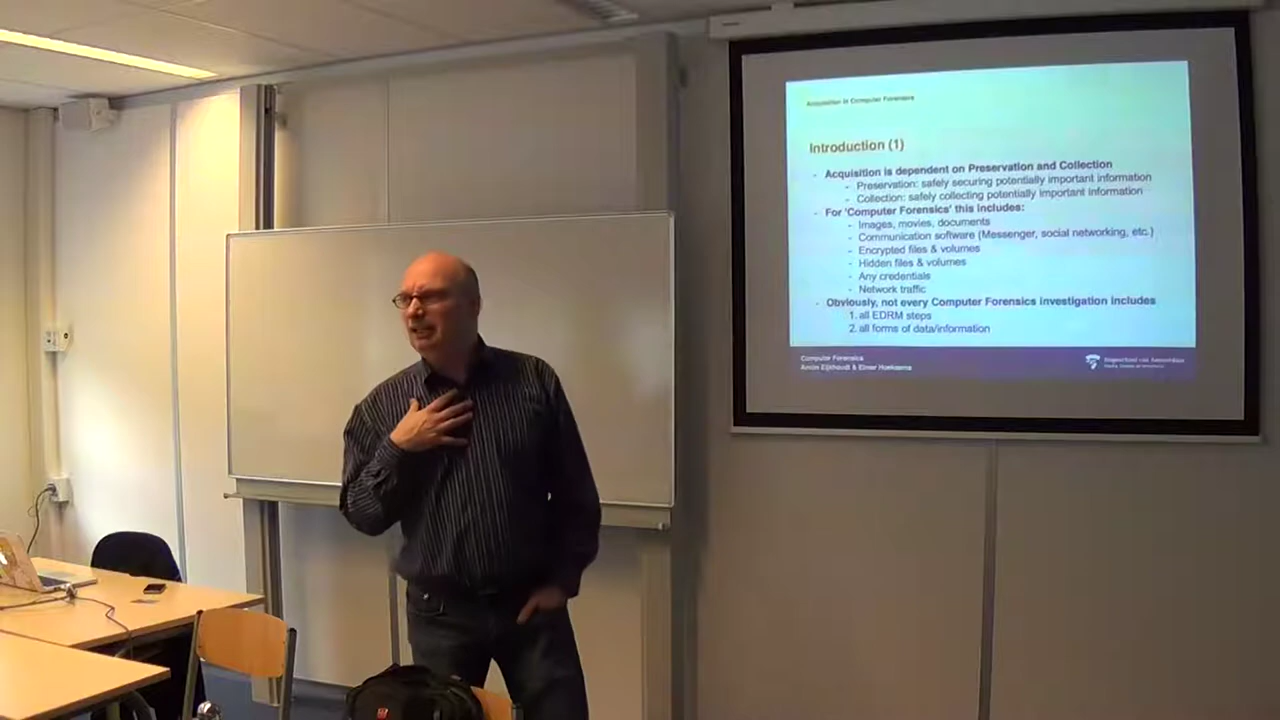 Acquisition in Computer Forensics
Introduction (1)
- Acquisition is dependent on Preservation and Collection
- Preservation: safely securing potentially important information
- Collection: safely collecting potentially important information
- For 'Computer Forensics' this includes:
- Images, movies, documents
- Communication software (Messenger, social networking, etc.)
- Encrypted files & volumes
- Hidden files & volumes
- Any credentials
- Network traffic
- Obviously, not every Computer Forensics investigation includes
1. all EDRM steps
2. all forms of data/information
Computer Forensics
Arnim Eijkhoudt & Elmer Hoeksema
Hogeschool van Amsterdam